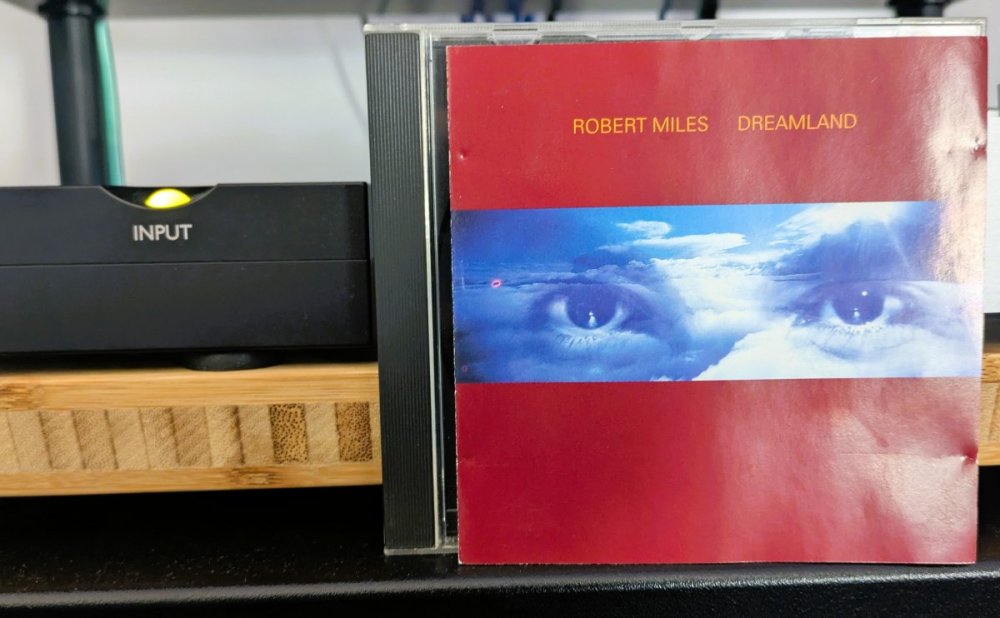 INPUT
ROBERT MILES DREAMLAND